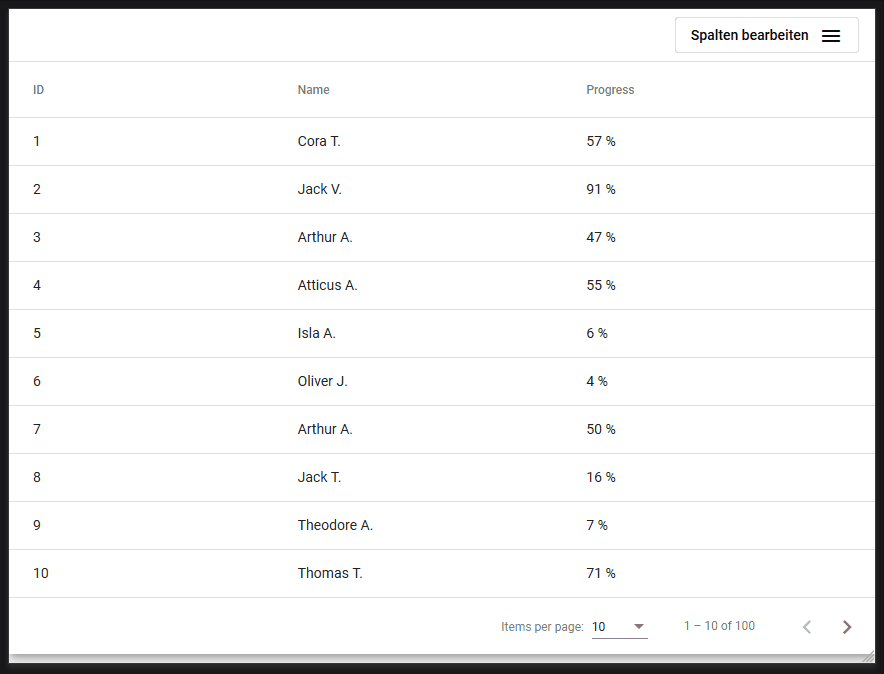 Spalten bearbeiten
ID Name Progress
1 Cora T. 57 %
2 Jack V. 91 %
3 Arthur A. 47 %
4 Atticus A. 55 %
5 Isla A. 6 %
6 Oliver J. 4 %
7 Arthur A. 50 %
8 Jack T. 16 %
9 Theodore A. 7 %
10 Thomas T. 71 %
Items per page: 10 1 – 10 of 100